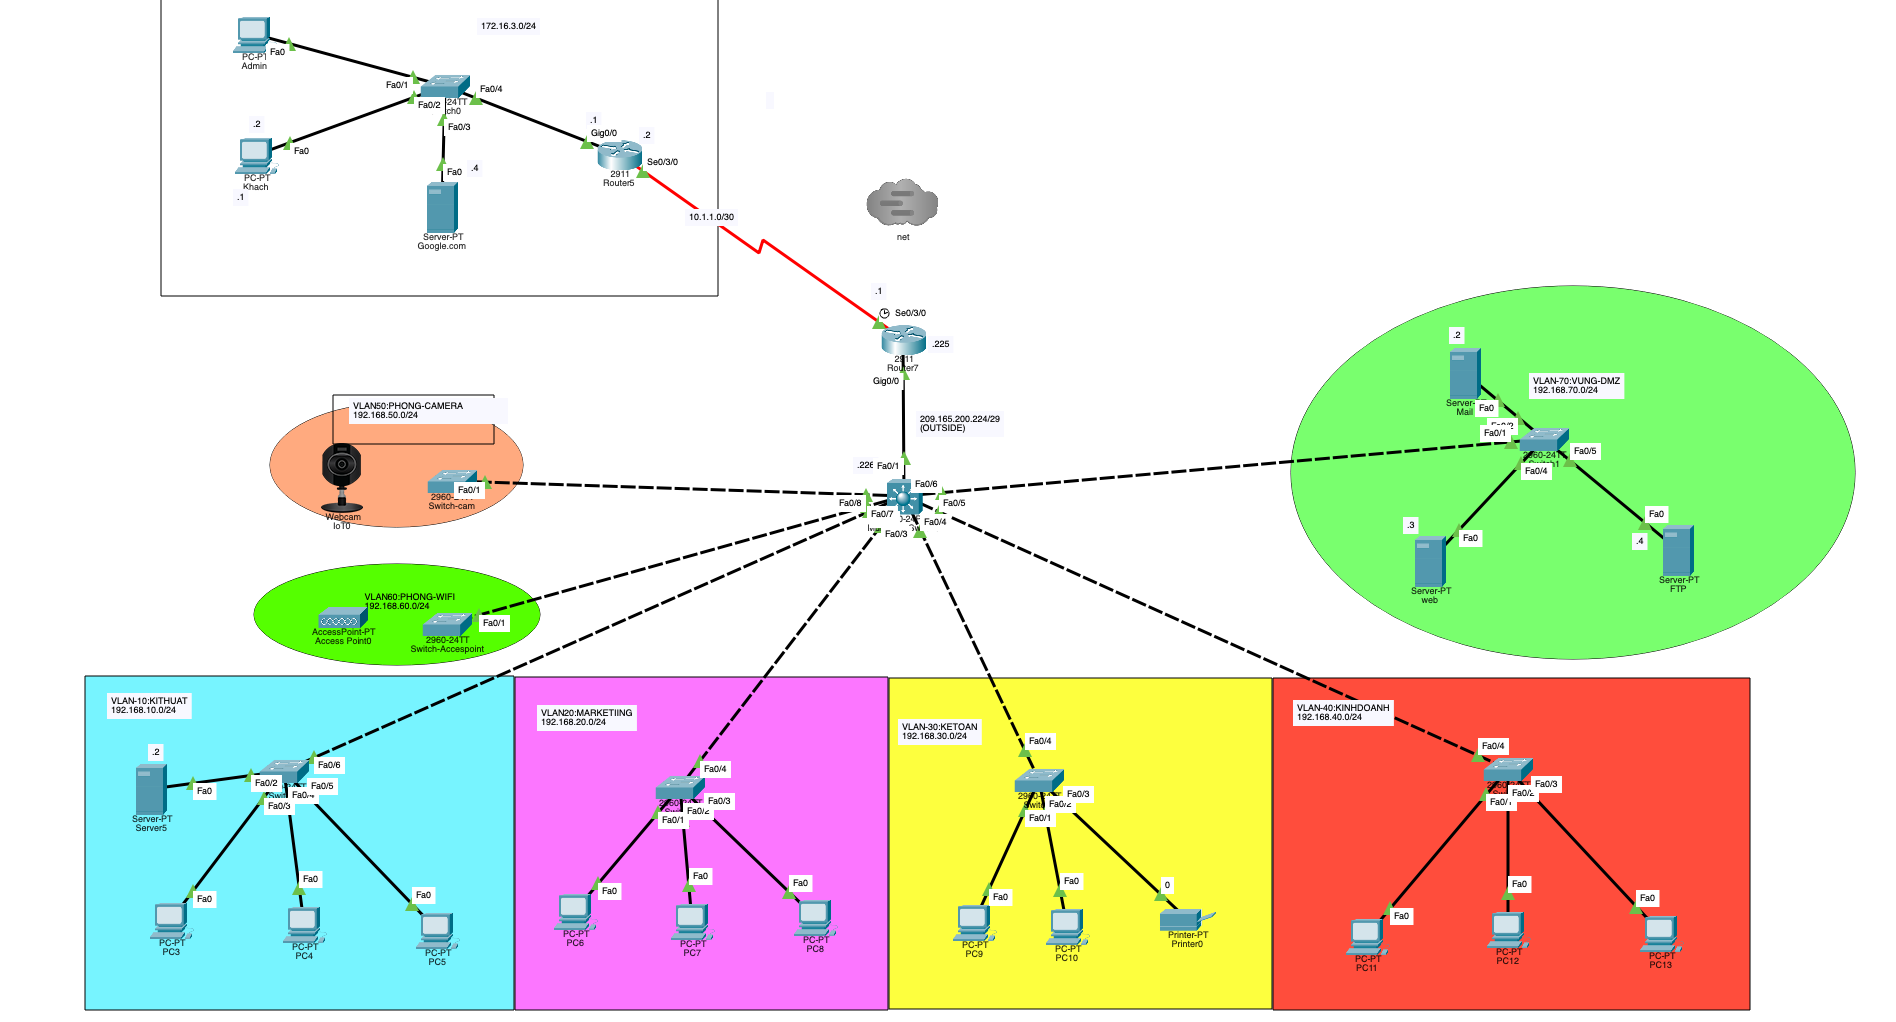 172.16.3.0/24
PC-PT
Admin
Fa0
Fa0/1
Fa0/2
Fa0/4
24TT
ch0
Fa0/3
.2
Fa0
PC-PT
Khach
.1
Fa0
.4
Server-PT
Google.com
.1
Gig0/0
.2
Se0/3/0
2911
Router5
10.1.1.0/30
net
.1
Se0/3/0
.225
2911
Router7
Gig0/0
209.165.200.224/29
(OUTSIDE)
.226
Fa0/1
Fa0/6
Fa0/8
Fa0/5
Fa0/7
Fa0/4
Fa0/3
VLAN50:PHONG-CAMERA
192.168.50.0/24
Webcam
IoT0
Fa0/1
Switch-cam
VLAN60:PHONG-WIFI
192.168.60.0/24
AccessPoint-PT
Access Point0
Fa0/1
2960-24TT
Switch-Accespoint
.2
VLAN-70:VUNG-DMZ
192.168.70.0/24
Server-
Mail
Fa0
Fa0/1
Fa0/5
Fa0/4
.3
Fa0
Server-PT
web
Fa0
.4
Server-PT
FTP
VLAN-10:KITHUAT
192.168.10.0/24
.2
Fa0
Server-PT
Server5
Fa0/6
Fa0/2
Fa0/5
Fa0/4
Fa0/3
Fa0
PC-PT
PC3
Fa0
PC-PT
PC4
Fa0
PC-PT
PC5
VLAN20:MARKETIING
192.168.20.0/24
Fa0/4
Fa0/3
Fa0/2
Fa0/1
Fa0
PC-PT
PC6
Fa0
PC-PT
PC7
Fa0
PC-PT
PC8
VLAN-30:KETOAN
192.168.30.0/24
Fa0/4
Fa0/3
Fa0/2
Fa0/1
Fa0
PC-PT
PC9
Fa0
PC-PT
PC10
0
Printer-PT
Printer0
VLAN-40:KINHDOANH
192.168.40.0/24
Fa0/4
Fa0/3
Fa0/2
Fa0/1
Fa0
PC-PT
PC11
Fa0
PC-PT
PC12
Fa0
PC-PT
PC13